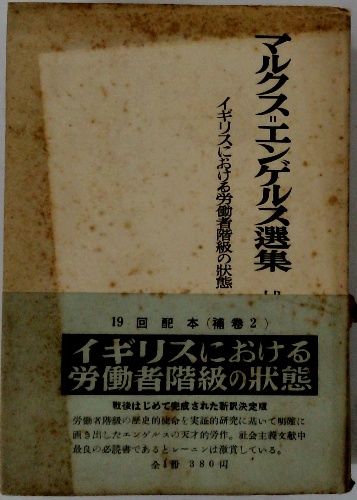 マルクス=エンゲルス選集
イギリスにおける労働者階級の状態
19回配本(補巻2)
イギリスにおける
労働者階級の状態
戦後はじめて完成された新訳決定版
労働者階級の歴史的使命を実証的研究に基いて明確に
画き出したエンゲルスの天才的労作。社会主義文献中
最良の必読書であるとレーニンは激賞している。
全1冊 380円